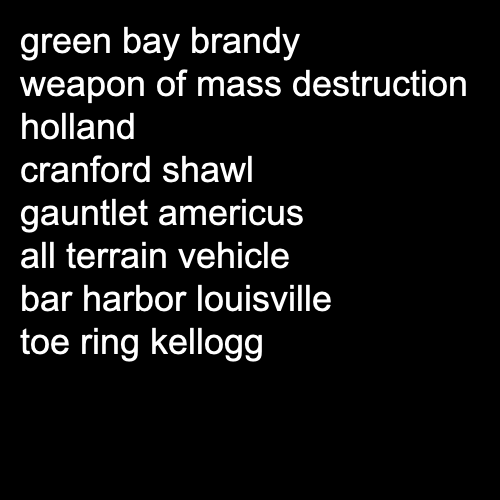 green bay brandy
weapon of mass destruction
holland
cranford shawl
gauntlet americus
all terrain vehicle
bar harbor louisville
toe ring kellogg